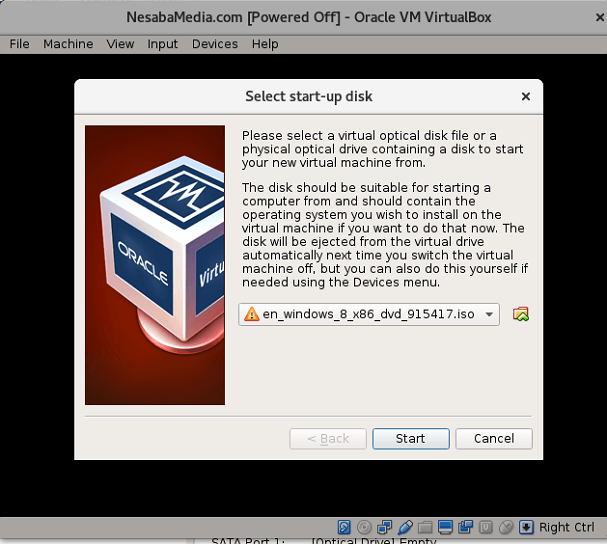 NesabaMedia.com [Powered Off] - Oracle VM VirtualBox
File Machine View Input Devices Help
Select start-up disk
Please select a virtual optical disk file or a
physical optical drive containing a disk to start
your new virtual machine from.
The disk should be suitable for starting a
computer from and should contain the
operating system you wish to install on the
virtual machine if you want to do that now. The
disk will be ejected from the virtual drive
automatically next time you switch the virtual
machine off, but you can also do this yourself if
needed using the Devices menu.
ORACLE
Virtu
en_windows_8_x86_dvd_915417.iso
< Back Start Cancel
Right Ctrl
SATA Port 1: [Optical Drive] Empty